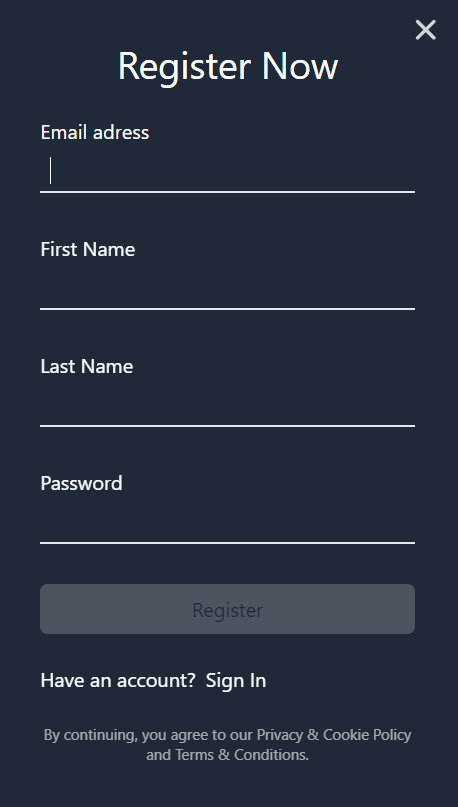 Register Now
Email adress
First Name
Last Name
Password
Register
Have an account? Sign In
By continuing, you agree to our Privacy & Cookie Policy
and Terms & Conditions.